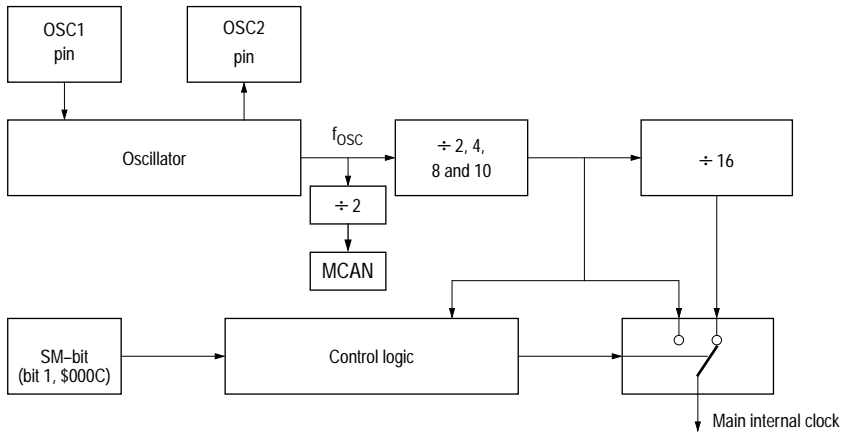 OSC1
pin
OSC2
pin
Oscillator
fOSC
÷ 2, 4,
8 and 10
÷ 16
÷ 2
MCAN
SM–bit
(bit 1, $000C)
Control logic
Main internal clock